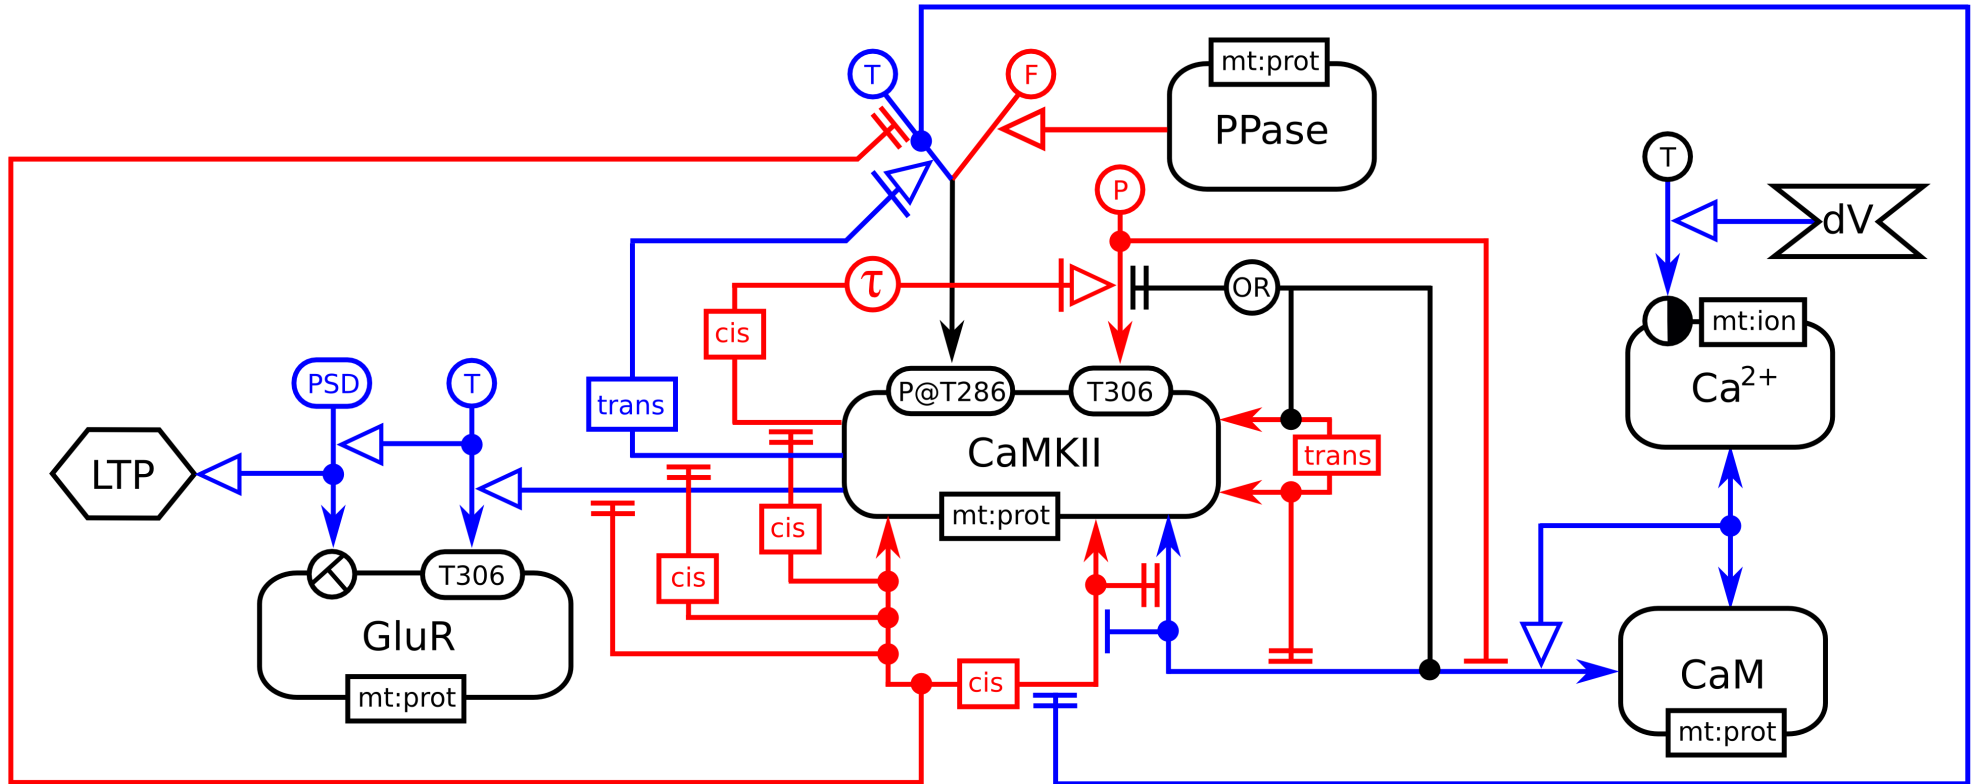 T
F
mt:prot
PPase
T
dV
P
τ
OR
mt:ion
Ca2+
cis
PSD
T
trans
P@T286
T306
CaMKII
trans
LTP
mt:prot
cis
cis
T306
GluR
mt:prot
cis
CaM
mt:prot